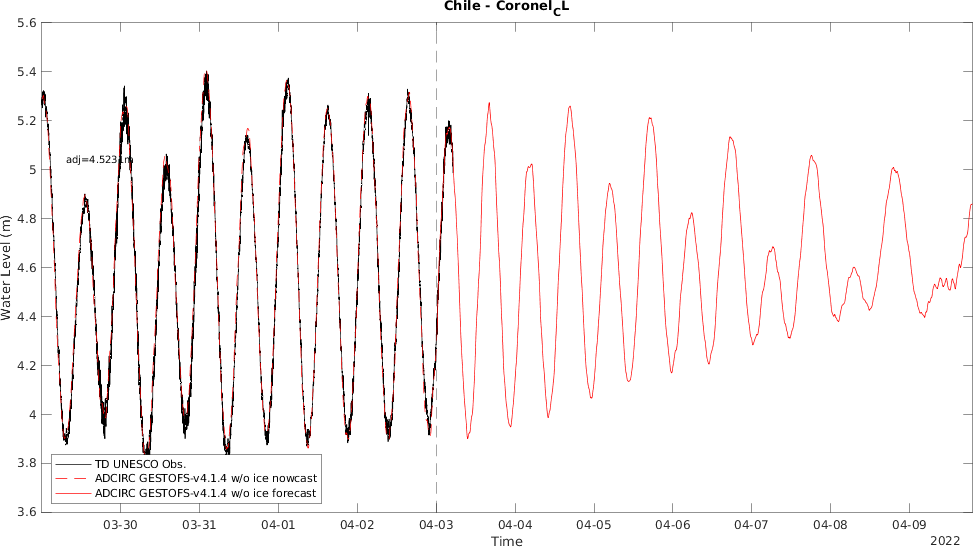 Chile - Coronel_CL
5.6
5.4
5.2
5
4.8
4.6
4.4
4.2
4
3.8
3.6
Water Level (m)
adj=4.5231m
TD UNESCO Obs.
ADCIRC GESTOFS-v4.1.4 w/o ice nowcast
ADCIRC GESTOFS-v4.1.4 w/o ice forecast
03-30 03-31 04-01 04-02 04-03 04-04 04-05 04-06 04-07 04-08 04-09
Time
2022